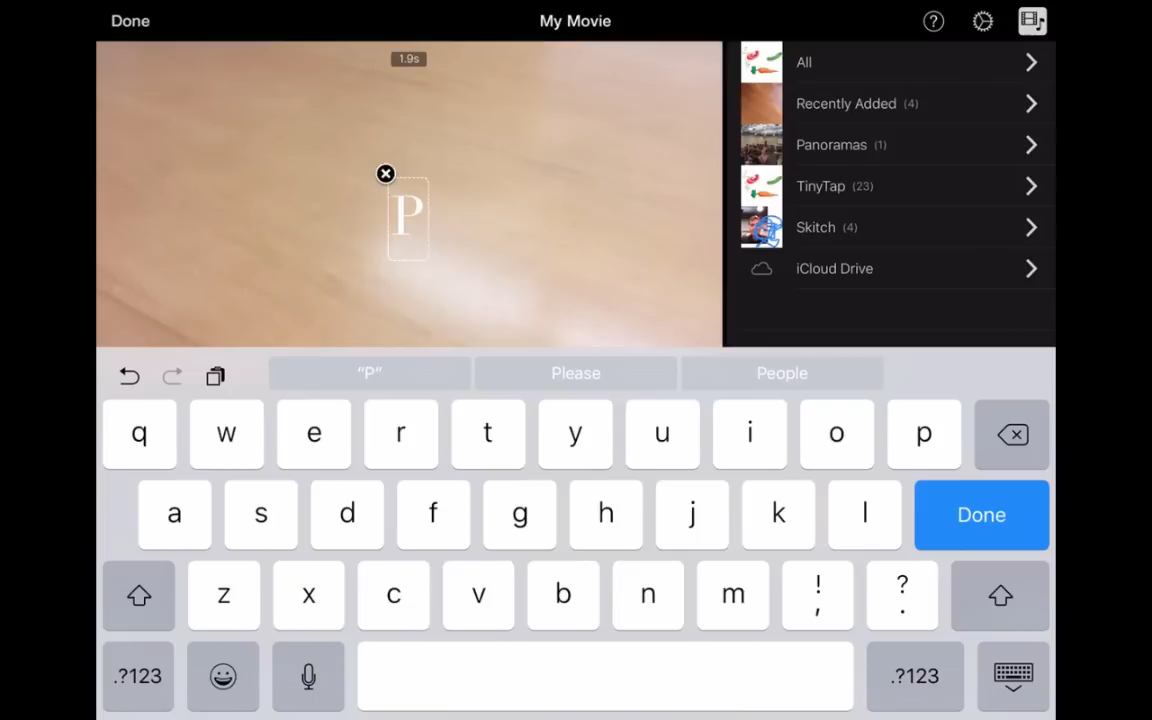 Done
My Movie
?
1.9s
P
All
Recently Added (4)
Panoramas (1)
TinyTap (23)
Skitch (4)
iCloud Drive
“P”
Please
People
q w e r t y u i o p
a s d f g h j k l Done
z x c v b n m ! , ? .
.?123
.?123